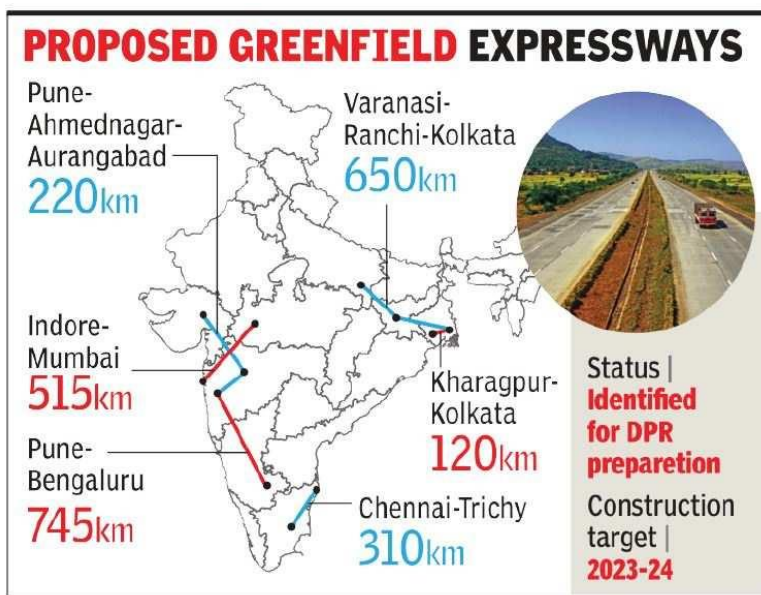 PROPOSED GREENFIELD EXPRESSWAYS
Pune-
Ahmednagar-
Aurangabad
220km
Varanasi-
Ranchi-Kolkata
650km
Indore-
Mumbai
515km
Kharagpur-
Kolkata
120km
Pune-
Bengaluru
745km
Chennai-Trichy
310km
Status |
Identified
for DPR
preparetion
Construction
target |
2023-24